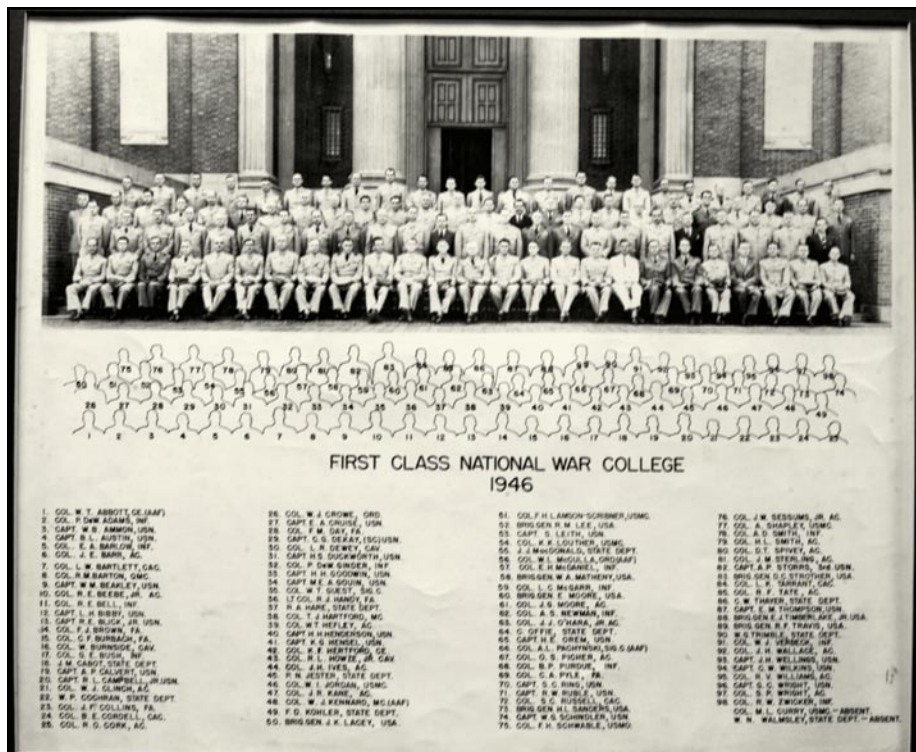 FIRST CLASS NATIONAL WAR COLLEGE
1946
1. COL. W. T. ABBOTT, CE.(AAF)
2. COL. P. DeW. ADAMS, INF.
3. CAPT. W. B. AMMON, USN.
4. CAPT. B. L. AUSTIN, USN.
5. COL. E. A. BARLOW, INF.
6. COL. E. E. BARR, AC.
7. COL. L. W. BARTLETT, CAC.
8. COL. R. M. BARTON, QMC.
9. CAPT. W. M. BEAKLEY, USN.
10. COL. R. E. BEEBE, JR. AC.
11. COL. R. E. BELL, INF.
12. CAPT. L. H. BIBBY, USN.
13. CAPT. R. E. BLICK, JR. USN.
14. COL. F. J. BROWN, FA.
15. COL. C. F. BURBACH, FA.
16. COL. W. BURNSIDE, CAV.
17. COL. G. E. BUSH, INF.
18. J. M. CABOT, STATE DEPT.
19. CAPT. A. P. CALVERT, USN.
20. CAPT. R. L. CAMPBELL, JR. USN.
21. COL. W. J. CLINCH, AC.
22. W. P. COCHRAN, STATE DEPT.
23. COL. J. F. COLLINS, FA.
24. COL. B. E. CORDELL, CAC.
25. COL. R. G. CORK, AC.
26. COL. W. J. CROWE, ORD.
27. CAPT. E. A. CRUISE, USN.
28. COL. F. M. DAY, FA.
29. CAPT. C. G. DEKAY, (SC) USN.
30. COL. L. R. DEWEY, CAV.
31. CAPT. H. S. DUCKWORTH, USN.
32. COL. P. DeW. GINDER, INF.
33. CAPT. H. H. GOODWIN, USN.
34. CAPT. M. E. A. GOUIN, USN.
35. COL. W. T. GUEST, SIG. C.
36. LT. COL. R. J. HANDY, FA.
37. R. A. HARE, STATE DEPT.
38. COL. T. J. HARTFORD, MC.
39. COL. W. T. HEFLEY, AC.
40. CAPT. H. H. HENDERSON, USN.
41. CAPT. K. G. HENSEL, USN.
42. COL. K. F. HERTFORD, CE.
43. COL. R. L. HOWZE, JR. CAV.
44. COL. J. H. IVES, AC.
45. P. N. JESTER, STATE DEPT.
46. COL. W. I. JORDAN, USMC.
47. COL. J. R. KANE, AC.
48. COL. W. J. KENNARD, MC.(AAF)
49. F. D. KOHLER, STATE DEPT.
50. BRIG. GEN. J. K. LACEY, USA.
51. COL. F. H. LAMSON-SCRIBNER, USMC.
52. BRIG. GEN. R. M. LEE, USA.
53. CAPT. S. LEITH, USN.
54. COL. K. K. LOUTHER, USMC.
55. J. J. MacDONALD, STATE DEPT.
56. COL. W. L. McCULLA, ORD.(AAF)
57. COL. E. H. McDANIEL, INF.
58. BRIG. GEN. W. A. MATHENY, USA.
59. COL. L. C. McGARR, INF.
60. BRIG. GEN. E. MOORE, USA.
61. COL. J. G. MOORE, AC.
62. COL. A. S. NEWMAN, INF.
63. COL. J. J. O'HARA, JR. AC.
64. C. OFFIE, STATE DEPT.
65. CAPT. H. E. OREM, USN.
66. COL. A. L. PACHYNSKI, SIG. C.(AAF)
67. COL. O. S. PICHER, AC.
68. COL. B. P. PURDUE, INF.
69. COL. C. A. PYLE, FA.
70. CAPT. S. C. RING, USN.
71. CAPT. R. W. RUBLE, USN.
72. COL. S. C. RUSSELL, CAC.
73. BRIG. GEN. H. L. SANDERS, USA.
74. CAPT. W. G. SCHINDLER, USN.
75. COL. F. H. SCHWABLE, USMC.
76. COL. J. W. SESSUMS, JR. AC.
77. COL. A. SHAPLEY, USMC.
78. COL. A. D. SMITH, INF.
79. COL. H. L. SMITH, AC.
80. COL. D. T. SPIVEY, AC.
81. COL. J. M. STERLING, AC.
82. CAPT. A. P. STORRS, 3rd. USN.
83. BRIG. GEN. D. C. STROTHER, USA.
84. COL. L. K. TARRANT, CAC.
85. COL. R. F. TATE, AC.
86. C. W. THAYER, STATE DEPT.
87. CAPT. E. M. THOMPSON, USN.
88. BRIG. GEN. E. J. TIMBERLAKE, JR. USA.
89. BRIG. GEN. R. F. TRAVIS, USA.
90. W. G. TRIMBLE, STATE DEPT.
91. COL. W. J. VERBECK, INF.
92. COL. J. H. WALLACE, AC.
93. CAPT. J. H. WELLINGS, USN.
94. CAPT. C. W. WILKINS, USN.
95. COL. R. V. WILLIAMS, AC.
96. CAPT. S. C. WRIGHT, USN.
97. COL. S. P. WRIGHT, AC.
98. COL. R. W. ZWICKER, INF.
COL. M. L. CURRY, USMC.-ABSENT.
W. N. WALMSLEY, STATE DEPT.-ABSENT.